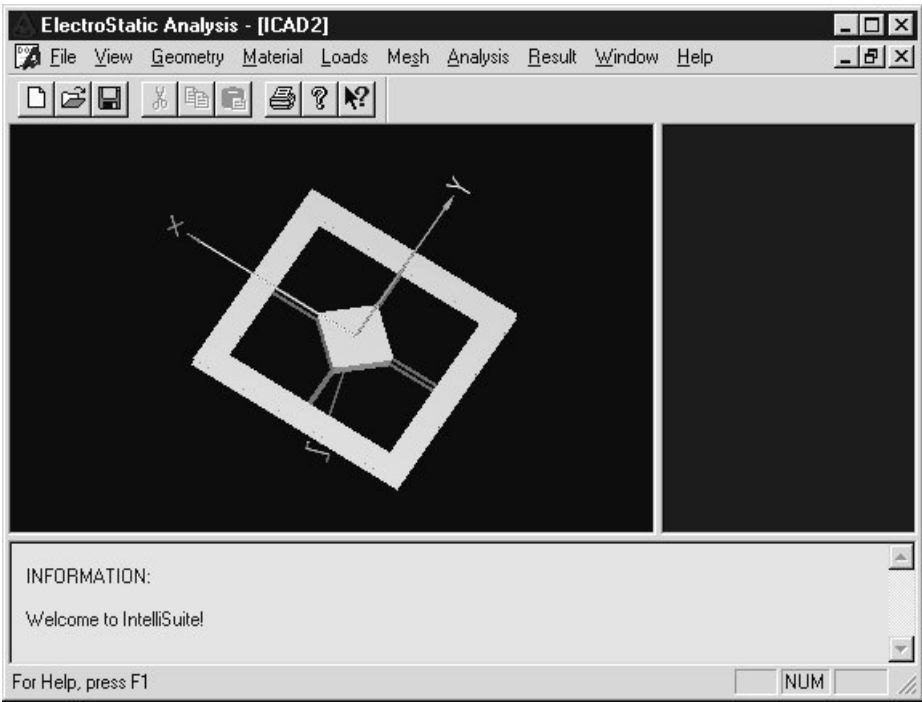 ElectroStatic Analysis - [ICAD2]
File View Geometry Material Loads Mesh Analysis Result Window Help
Y
X
Z
INFORMATION:
Welcome to IntelliSuite!
For Help, press F1 NUM